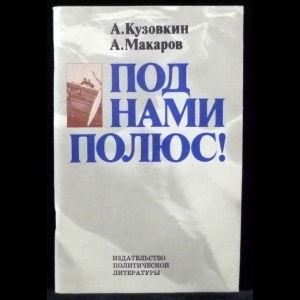 А.Кузовкин
А.Макаров
ПОД
НАМИ
ПОЛЮС!
ИЗДАТЕЛЬСТВО
ПОЛИТИЧЕСКОЙ
ЛИТЕРАТУРЫ